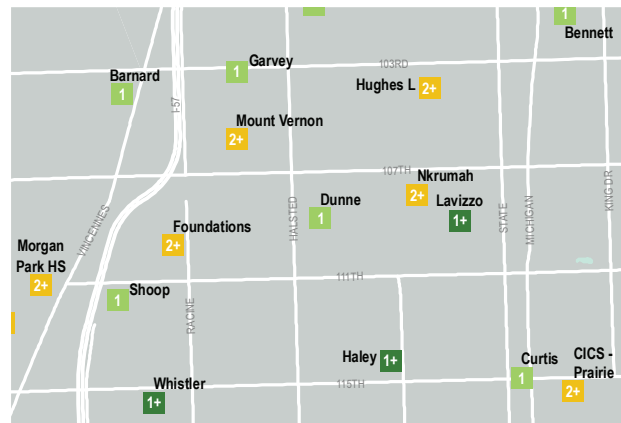 1
Bennett
Garvey
1
103RD
Barnard
1
I-57
Hughes L
2+
Mount Vernon
2+
107TH
Nkrumah
2+
Lavizzo
1+
KING DR
Dunne
1
HALSTED
STATE
MICHIGAN
VINCENNES
Foundations
2+
Morgan
Park HS
2+
111TH
Shoop
1
RACINE
Haley
1+
Curtis
1
CICS -
Prairie
2+
115TH
Whistler
1+